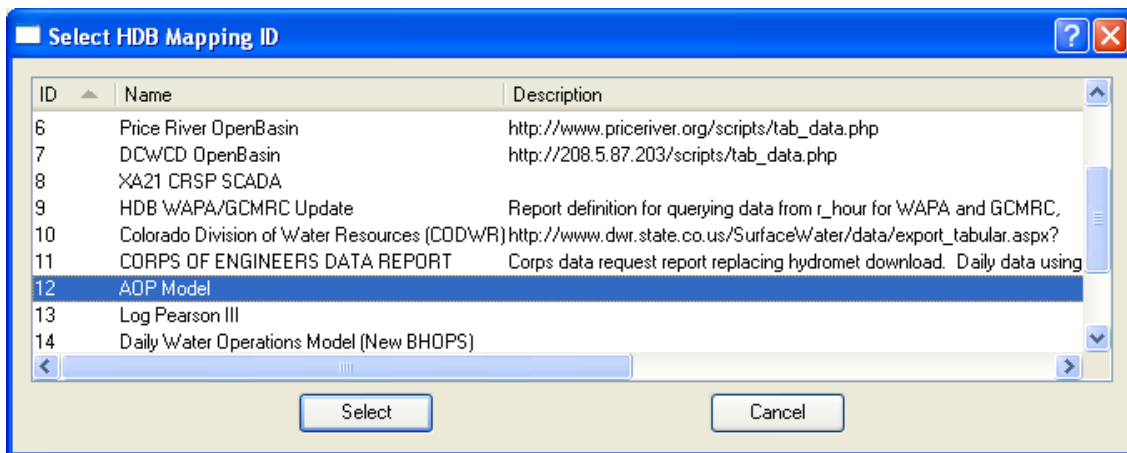 Select HDB Mapping ID
ID Name Description
6 Price River OpenBasin http://www.priceriver.org/scripts/tab_data.php
7 DCWCD OpenBasin http://208.5.87.203/scripts/tab_data.php
8 XA21 CRSP SCADA
9 HDB WAPA/GCMRC Update Report definition for querying data from r_hour for WAPA and GCMRC,
10 Colorado Division of Water Resources (CODWR) http://www.dwr.state.co.us/SurfaceWater/data/export_tabular.aspx?
11 CORPS OF ENGINEERS DATA REPORT Corps data request report replacing hydromet download. Daily data using
12 AOP Model
13 Log Pearson III
14 Daily Water Operations Model (New BHOPS)
Select Cancel